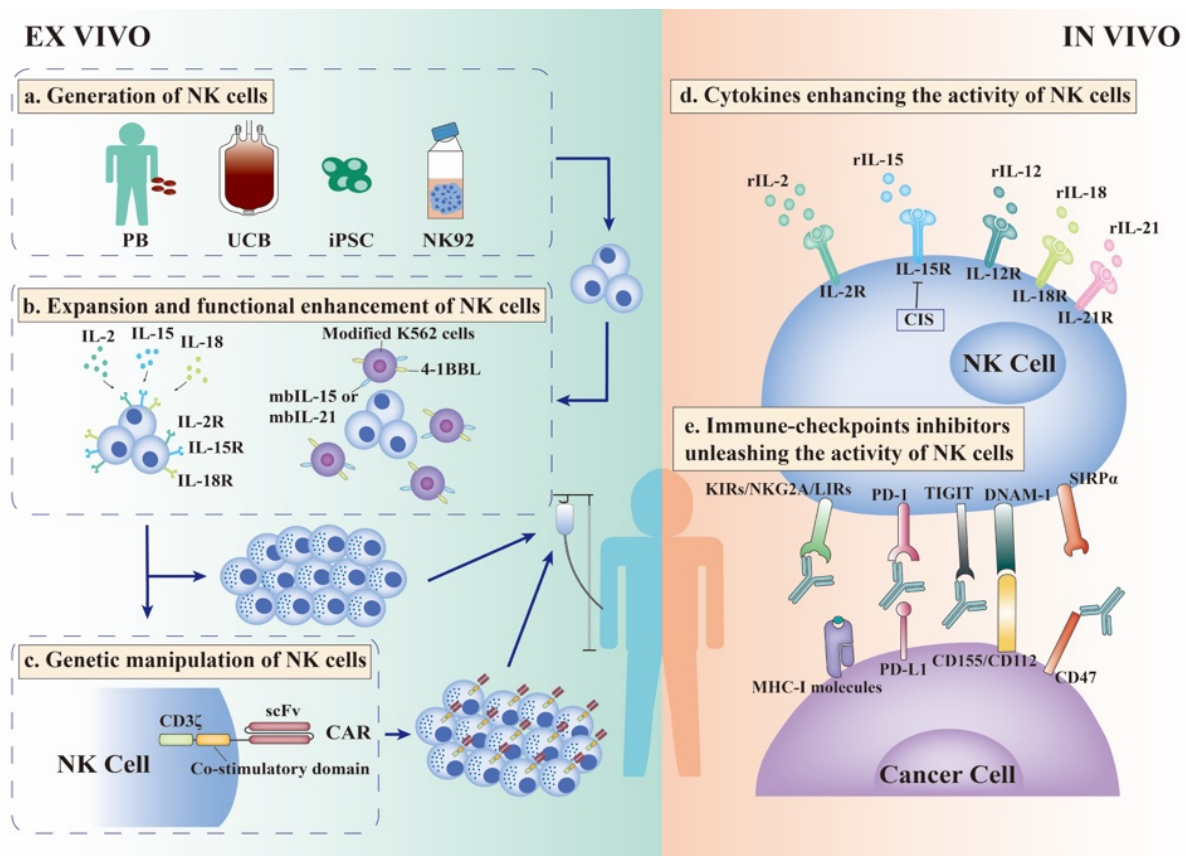 EX VIVO
IN VIVO
a. Generation of NK cells
PB
UCB
iPSC
NK92
b. Expansion and functional enhancement of NK cells
IL-2
IL-15
IL-18
Modified K562 cells
4-1BBL
mbIL-15 or
mbIL-21
IL-2R
IL-15R
IL-18R
c. Genetic manipulation of NK cells
CD3ζ
scFv
CAR
NK Cell
Co-stimulatory domain
d. Cytokines enhancing the activity of NK cells
rIL-2
rIL-15
rIL-12
rIL-18
rIL-21
IL-2R
IL-15R
IL-12R
IL-18R
IL-21R
CIS
NK Cell
e. Immune-checkpoints inhibitors
unleashing the activity of NK cells
KIRs/NKG2A/LIRs
PD-1
TIGIT
DNAM-1
SIRPα
MHC-I molecules
PD-L1
CD155/CD112
CD47
Cancer Cell